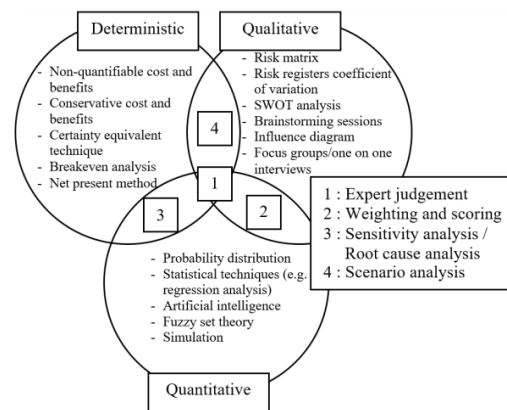 Deterministic
- Non-quantifiable cost and
benefits
- Conservative cost and
benefits
- Certainty equivalent
technique
- Breakeven analysis
- Net present method
Qualitative
- Risk matrix
- Risk registers coefficient
of variation
- SWOT analysis
- Brainstorming sessions
- Influence diagram
- Focus groups/one on one
interviews
4
1
3
2
1 : Expert judgement
2 : Weighting and scoring
3 : Sensitivity analysis /
Root cause analysis
4 : Scenario analysis
- Probability distribution
- Statistical techniques (e.g.
regression analysis)
- Artificial intelligence
- Fuzzy set theory
- Simulation
Quantitative